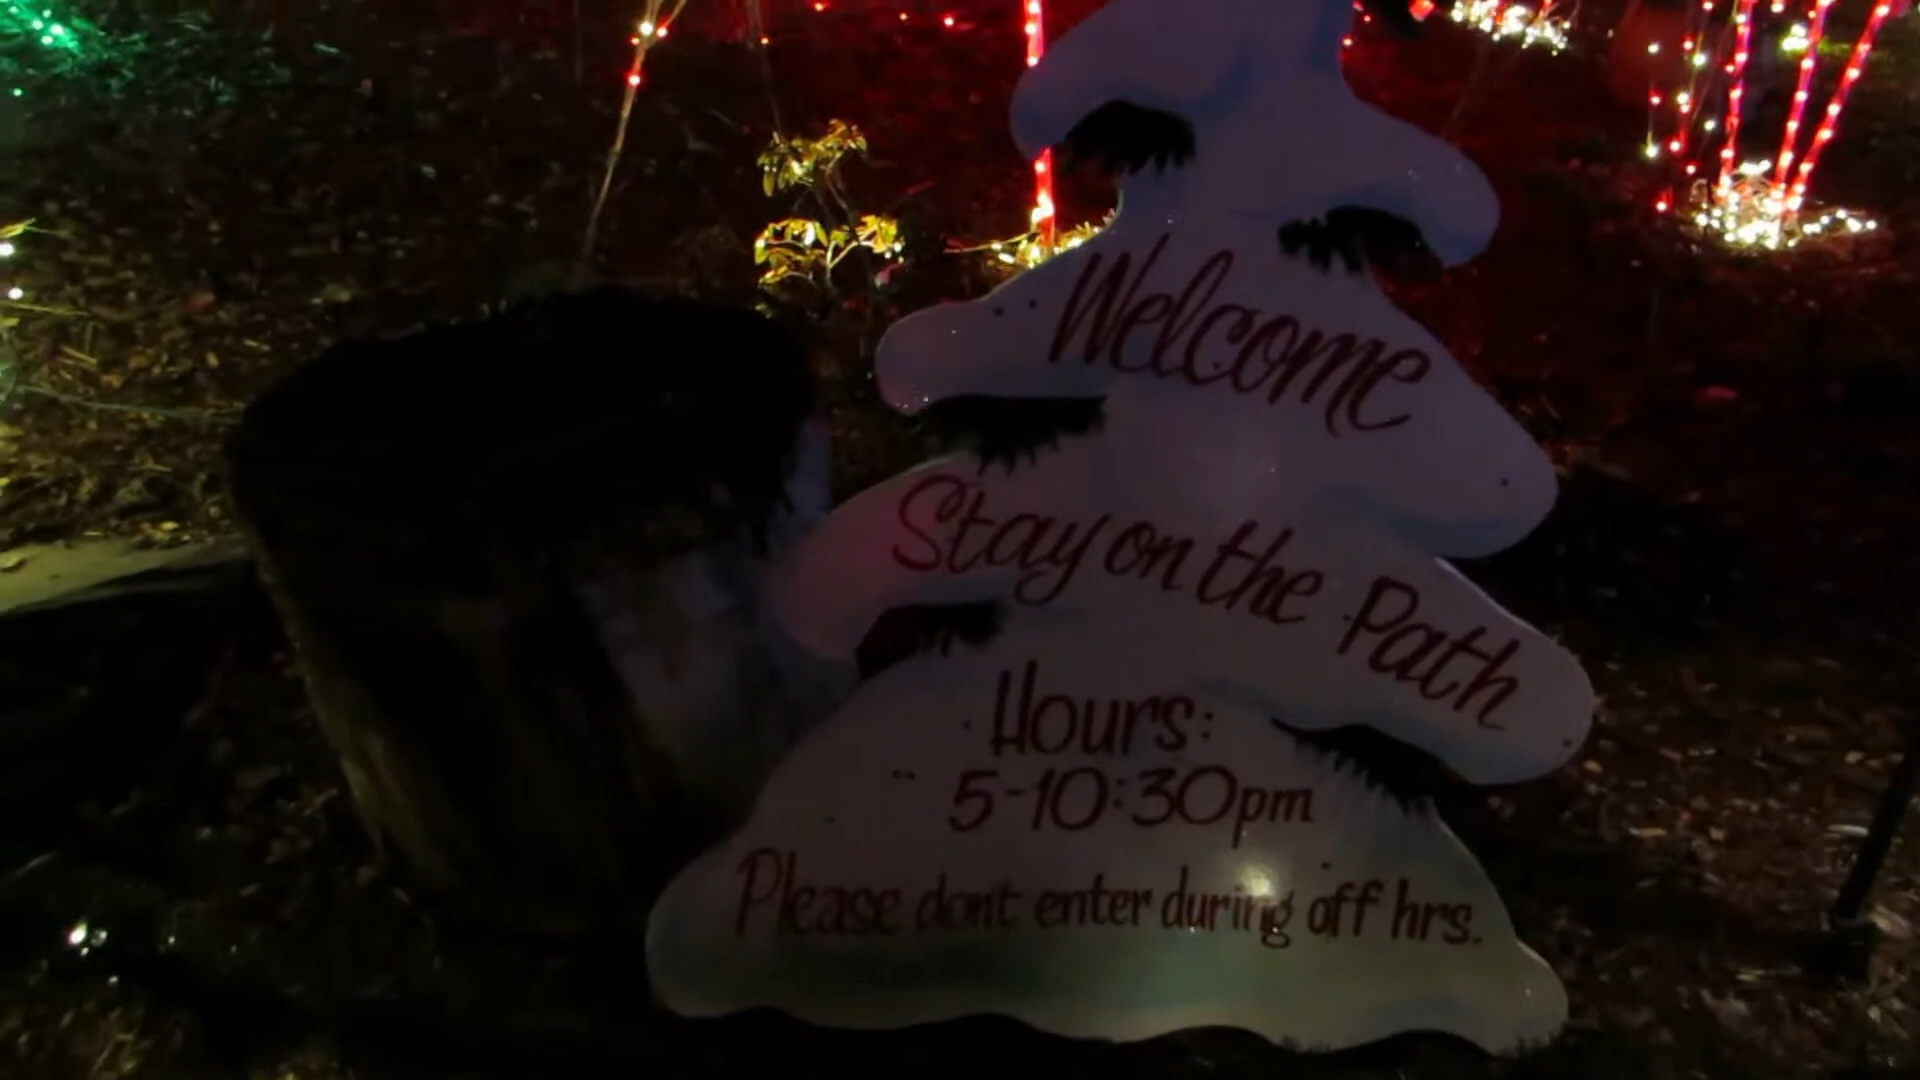 Welcome
Stay on the Path
Hours:
5-10:30pm
Please dont enter during off hrs.